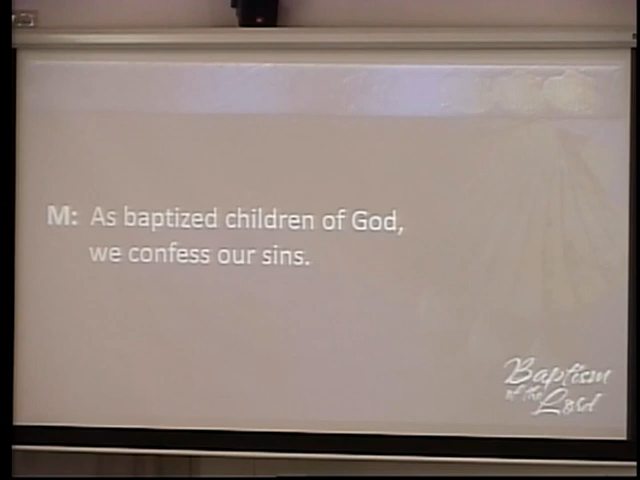 M: As baptized children of God,
we confess our sins.
Baptism
of the
Lord